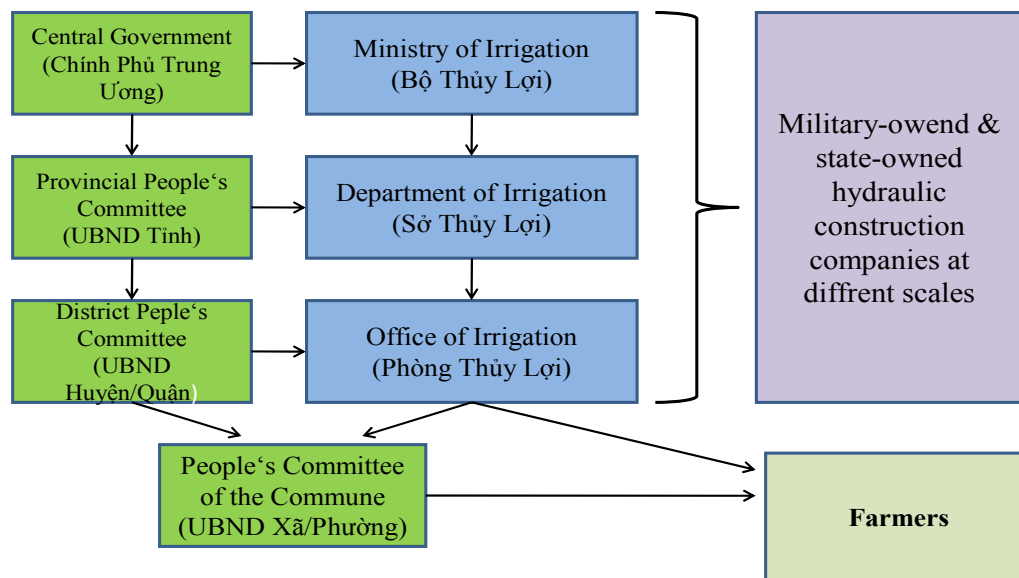 Central Government
(Chính Phủ Trung
Ương)
Ministry of Irrigation
(Bộ Thủy Lợi)
Military-owend &
state-owned
hydraulic
construction
companies at
diffrent scales
Provincial People‘s
Committee
(UBND Tỉnh)
Department of Irrigation
(Sở Thủy Lợi)
District Peple‘s
Committee
(UBND
Huyện/Quận)
Office of Irrigation
(Phòng Thủy Lợi)
People‘s Committee
of the Commune
(UBND Xã/Phường)
Farmers